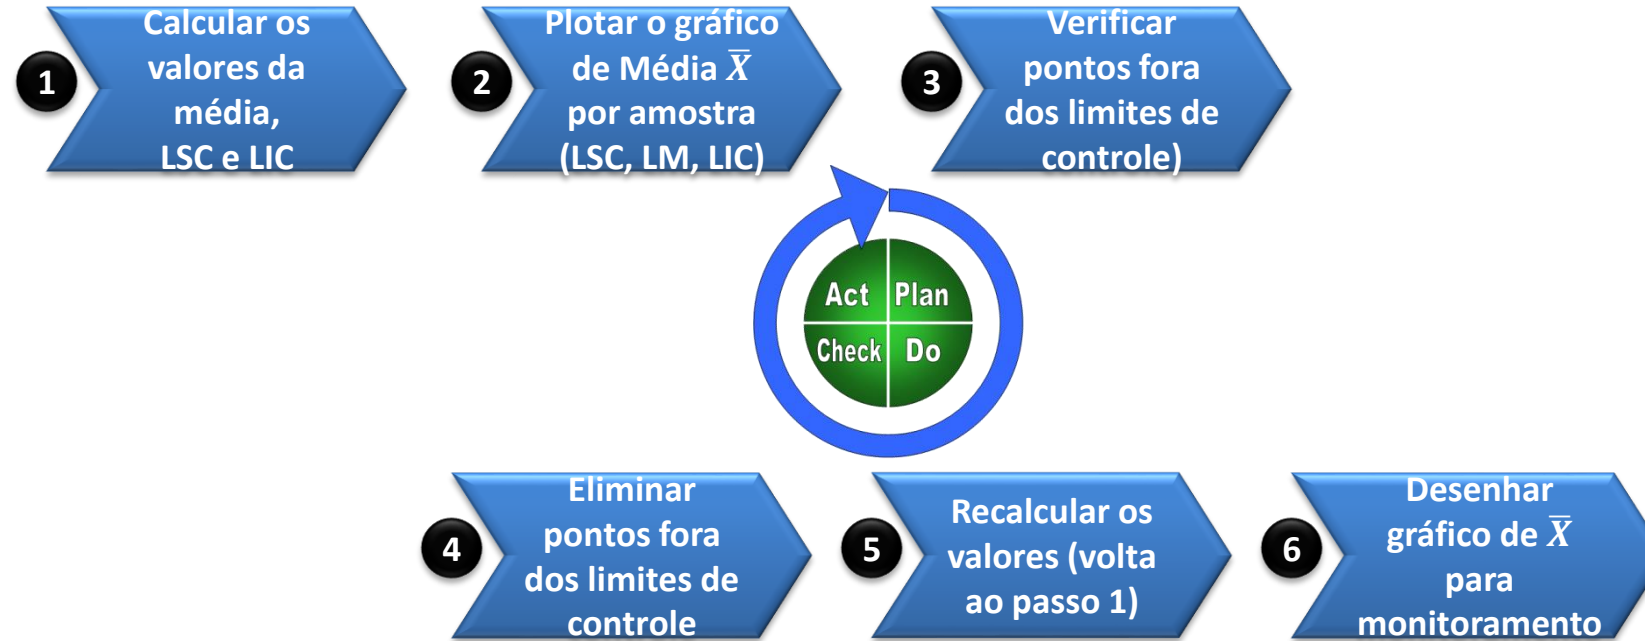 1
Calcular os
valores da
média,
LSC e LIC
2
Plotar o gráfico
de Média X̅
por amostra
(LSC, LM, LIC)
3
Verificar
pontos fora
dos limites de
controle)
Act
Plan
Check
Do
4
Eliminar
pontos fora
dos limites de
controle
5
Recalcular os
valores (volta
ao passo 1)
6
Desenhar
gráfico de X̅
para
monitoramento